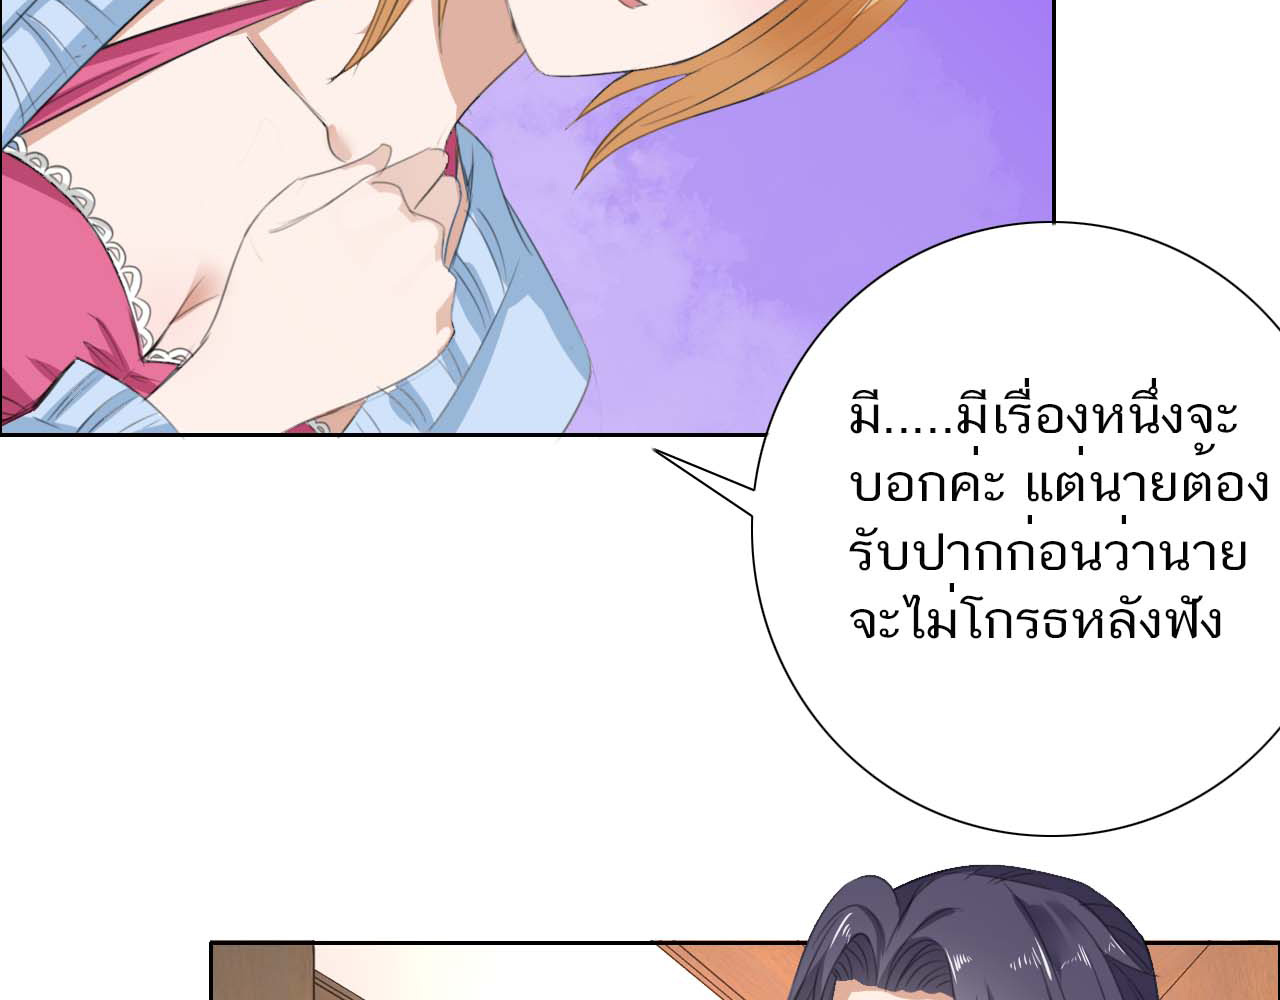 มี.....มีเรื่องหนึ่งจะ
บอกค่ะ แต่นายต้อง
รับปากก่อนว่านาย
จะไม่โกรธหลังฟัง